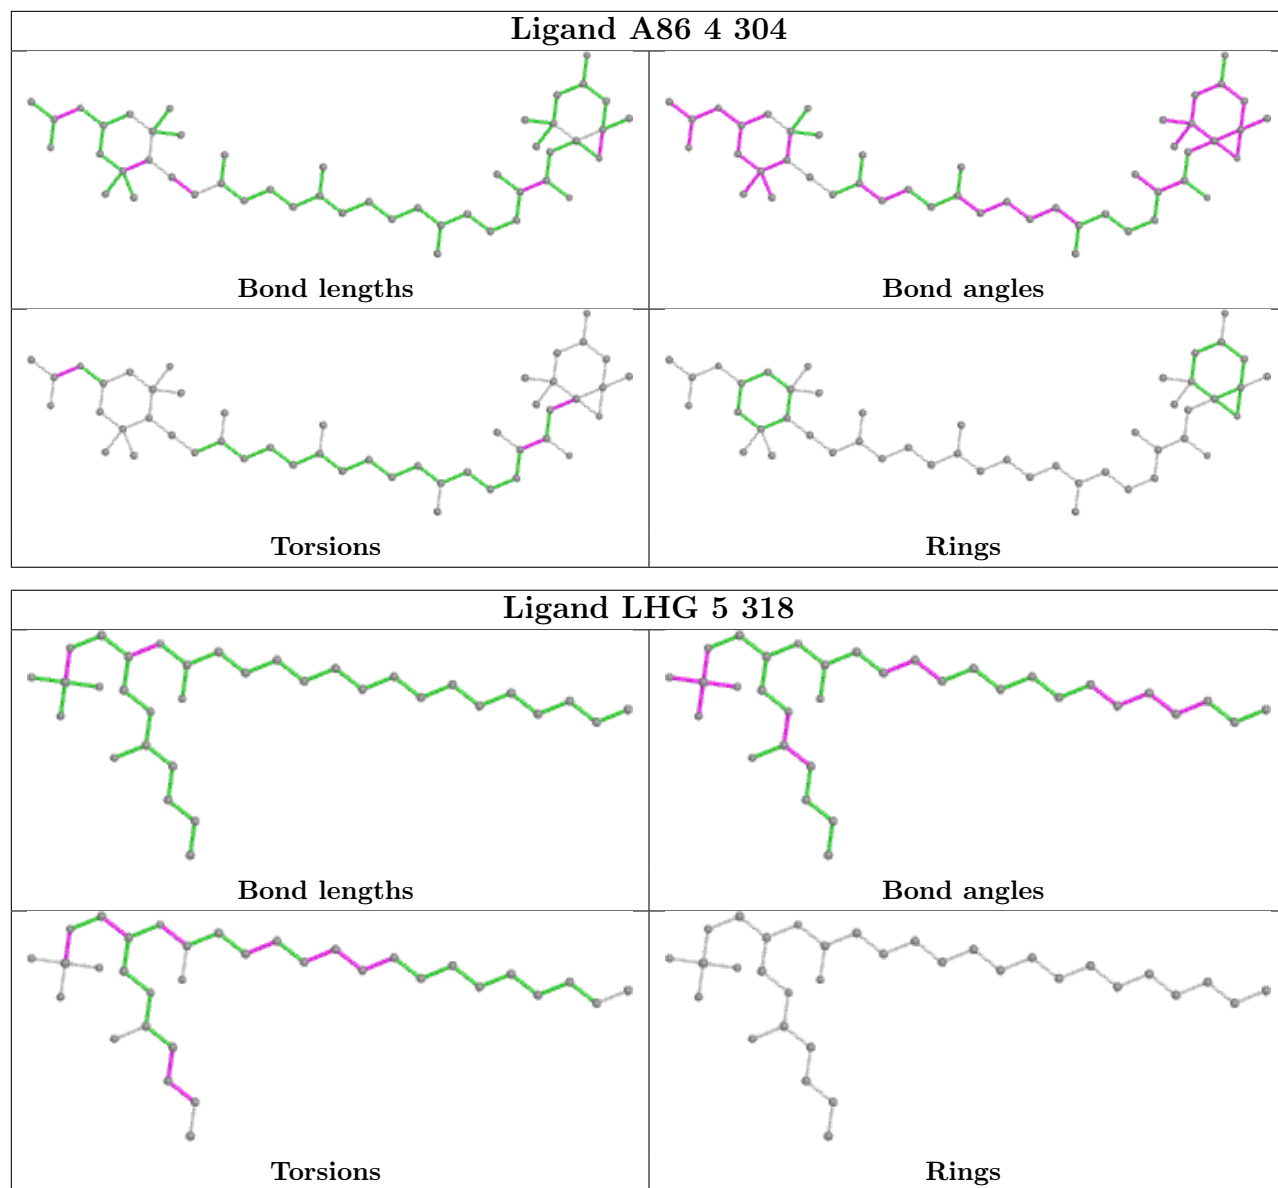 Ligand A86 4 304
Bond lengths
Bond angles
Torsions
Rings
Ligand LHG 5 318
Bond lengths
Bond angles
Torsions
Rings